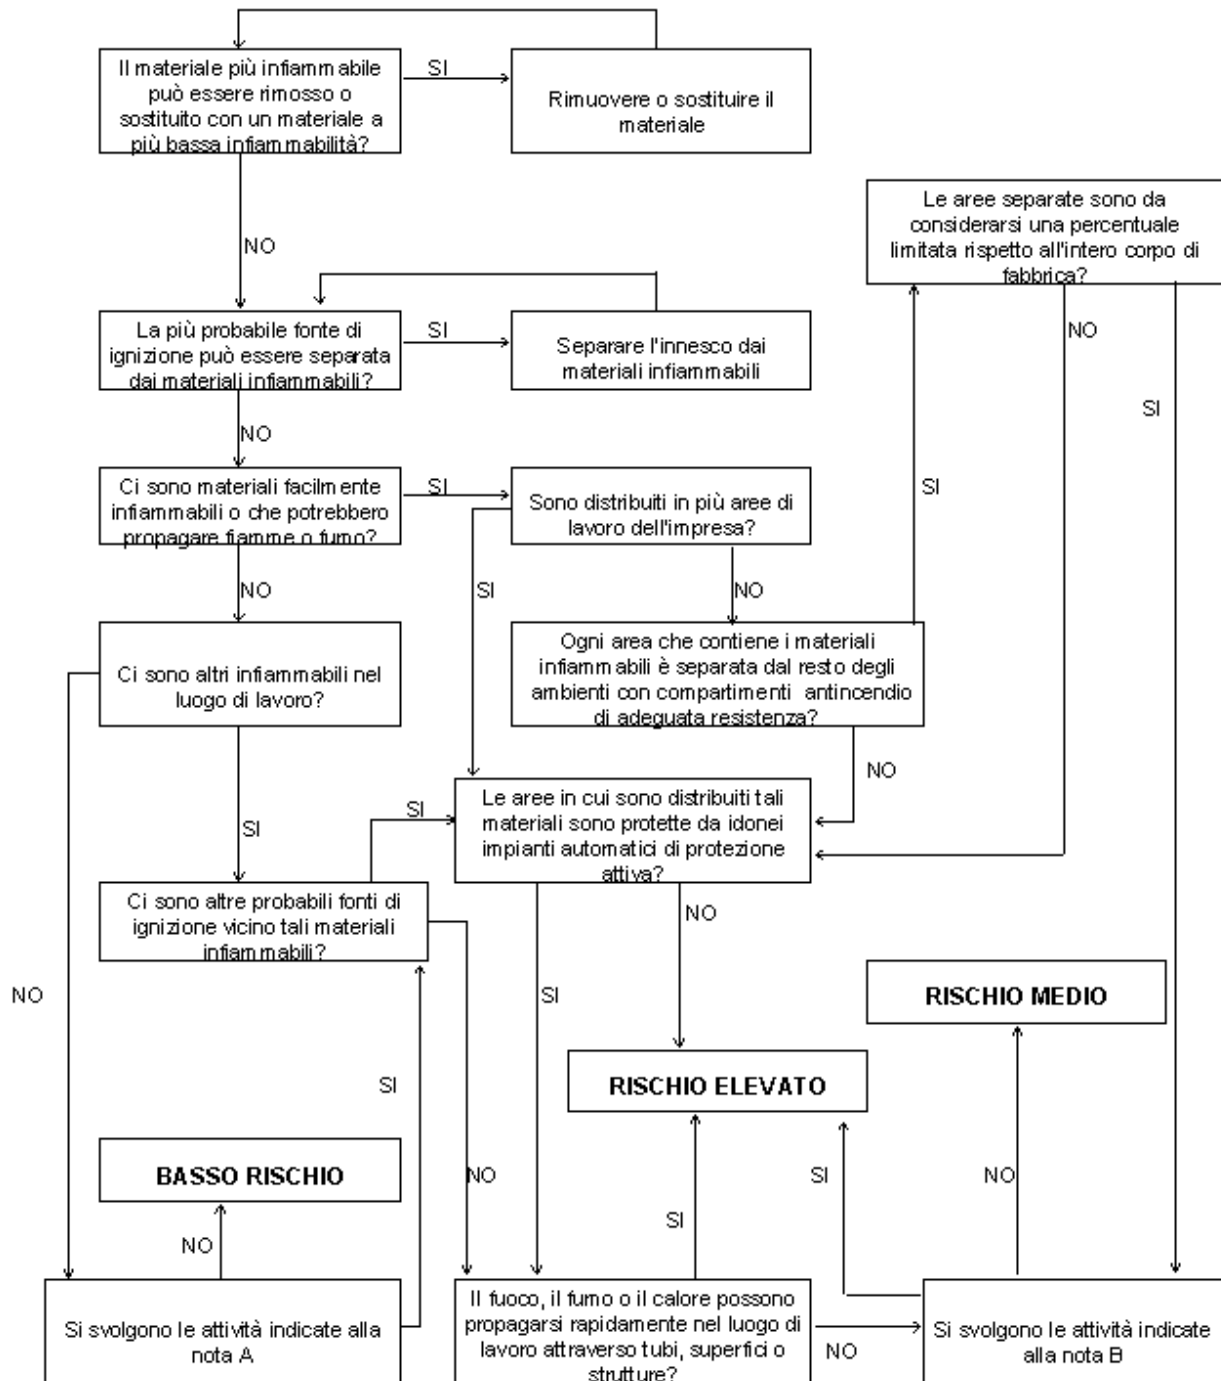 Il materiale più infiammabile
può essere rimosso o
sostituito con un materiale a
più bassa infiammabilità?
SI
Rimuovere o sostituire il
materiale
NO
Le aree separate sono da
considerarsi una percentuale
limitata rispetto all'intero corpo di
fabbrica?
La più probabile fonte di
ignizione può essere separata
dai materiali infiammabili?
SI
Separare l'innesco dai
materiali infiammabili
NO
SI
NO
Ci sono materiali facilmente
infiammabili o che potrebbero
propagare fiamme o fumo?
SI
Sono distribuiti in più aree di
lavoro dell'impresa?
SI
NO
SI
NO
Ci sono altri infiammabili nel
luogo di lavoro?
Ogni area che contiene i materiali
infiammabili è separata dal resto degli
ambienti con compartimenti antincendio
di adeguata resistenza?
NO
SI
SI
Le aree in cui sono distribuiti tali
materiali sono protette da idonei
impianti automatici di protezione
attiva?
Ci sono altre probabili fonti di
ignizione vicino tali materiali
infiammabili?
NO
NO
SI
RISCHIO MEDIO
RISCHIO ELEVATO
SI
BASSO RISCHIO
NO
SI
NO
SI
NO
Si svolgono le attività indicate alla
nota A
Il fuoco, il fumo o il calore possono
propagarsi rapidamente nel luogo di
lavoro attraverso tubi, superfici o
strutture?
NO
Si svolgono le attività indicate
alla nota B